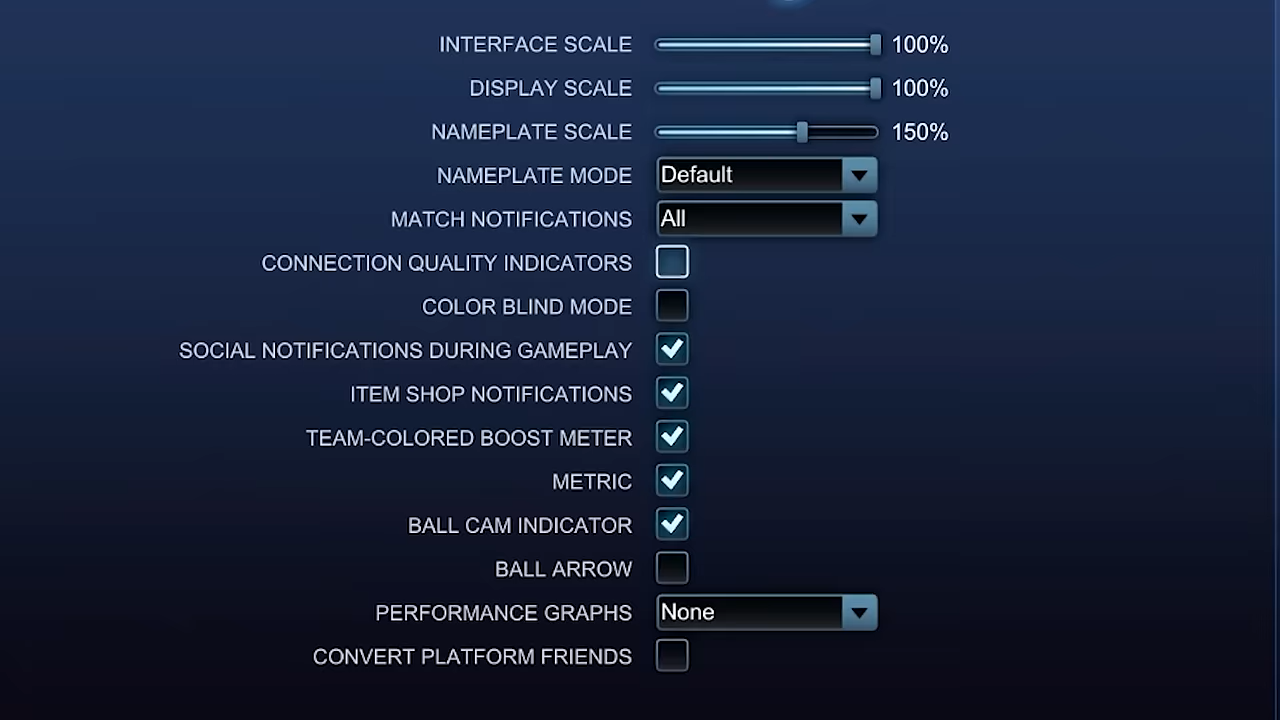 INTERFACE SCALE 100%
DISPLAY SCALE 100%
NAMEPLATE SCALE 150%
NAMEPLATE MODE Default
MATCH NOTIFICATIONS All
CONNECTION QUALITY INDICATORS
COLOR BLIND MODE
SOCIAL NOTIFICATIONS DURING GAMEPLAY
ITEM SHOP NOTIFICATIONS
TEAM-COLORED BOOST METER
METRIC
BALL CAM INDICATOR
BALL ARROW
PERFORMANCE GRAPHS None
CONVERT PLATFORM FRIENDS